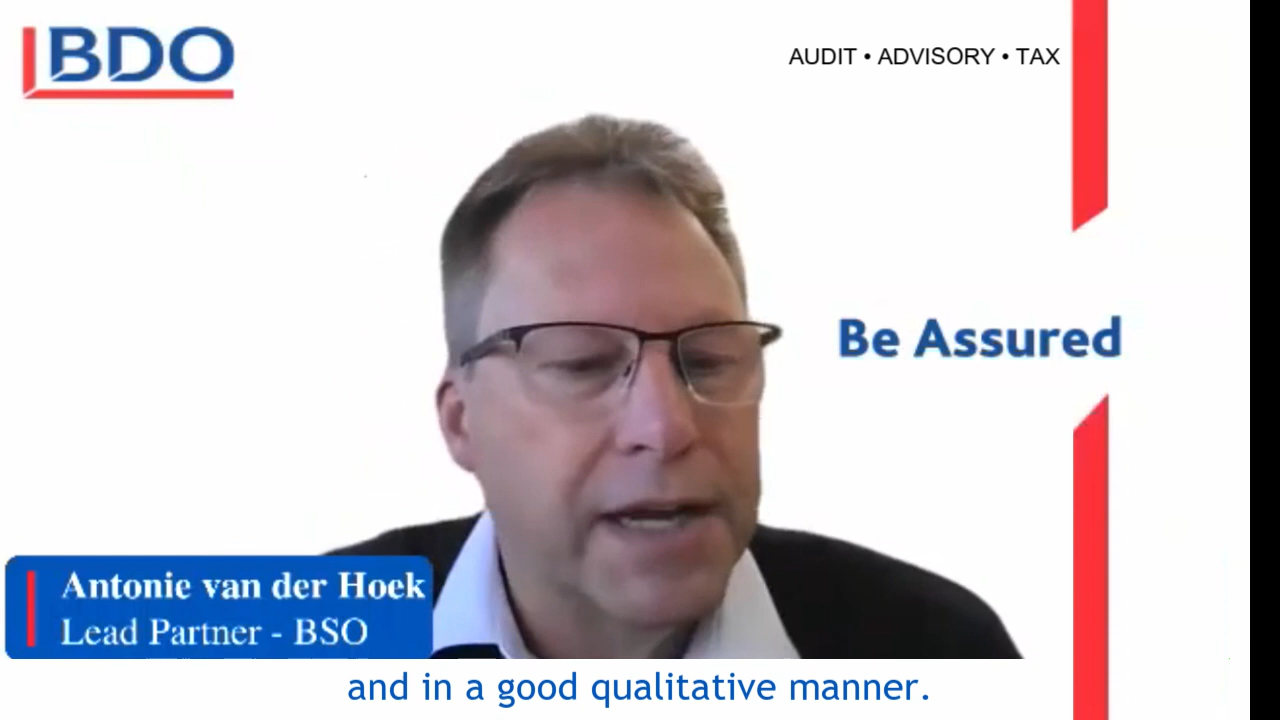 BDO
AUDIT • ADVISORY • TAX
Be Assured
Antonie van der Hoek
Lead Partner - BSO
and in a good qualitative manner.